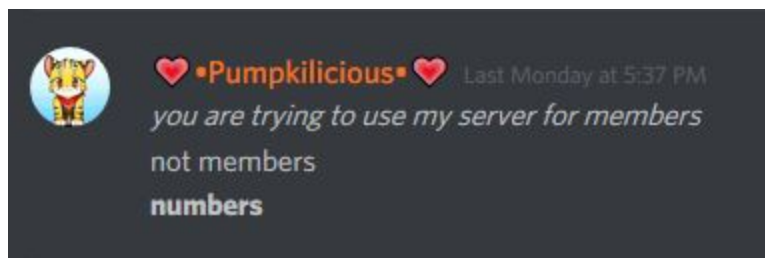 •Pumpkilicious• Last Monday at 5:37 PM
you are trying to use my server for members
not members
numbers